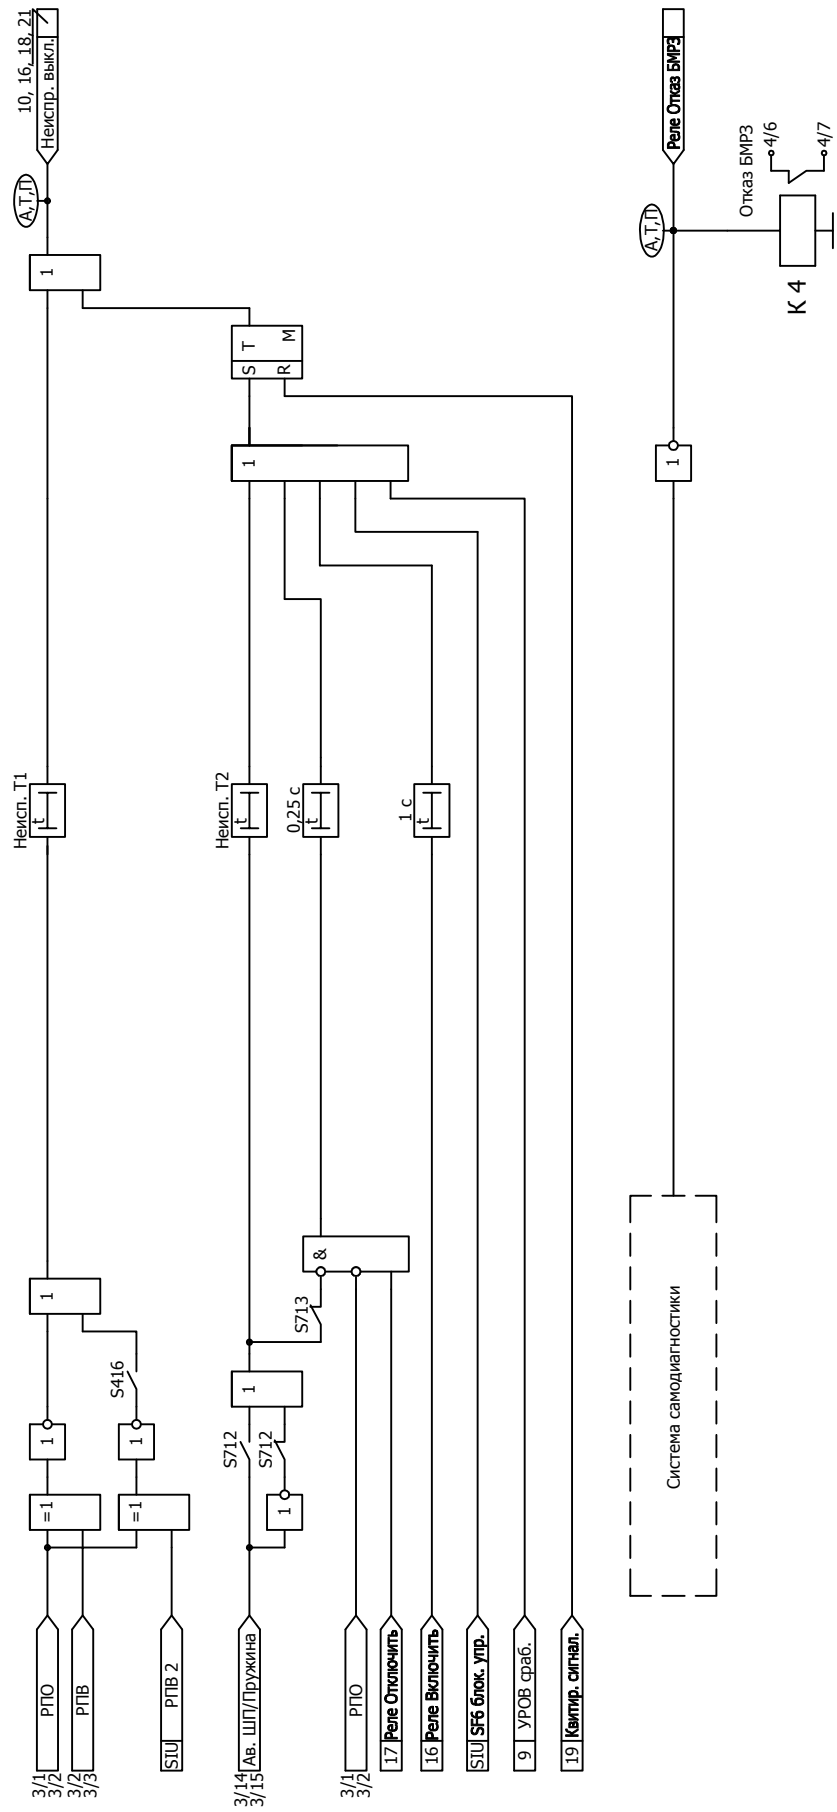 3/1
3/2
РПО
3/2
3/3
РПВ
=1
1
1
Неисп. T1
t
1
А,Т,П
Неиспр. выкл.
10, 16, 18, 21
SIU
РПВ 2
=1
1
S416
3/14
3/15
Ав. ШП/Пружина
1
S712
S712
1
S713
Неисп. T2
t
1
S
T
R
M
3/1
3/2
РПО
&
0,25 с
t
17
Реле Отключить
16
Реле Включить
1 с
t
SIU
SF6 блок. упр.
9
УРОВ сраб.
19
Квитир. сигнал.
Система самодиагностики
1
А,Т,П
Реле Отказ БМРЗ
К 4
Отказ БМРЗ
4/6
4/7